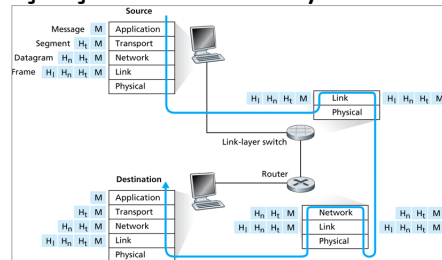 Source
Message M Application
Segment Ht M Transport
Datagram Hn Ht M Network
Frame Hl Hn Ht M Link
Physical
Hl Hn Ht M Link Hl Hn Ht M
Physical
Link-layer switch
Router
Destination
M Application
Ht M Transport
Hn Ht M Network
Hl Hn Ht M Link
Physical
Hn Ht M Network Hn Ht M
Hl Hn Ht M Link Hl Hn Ht M
Physical